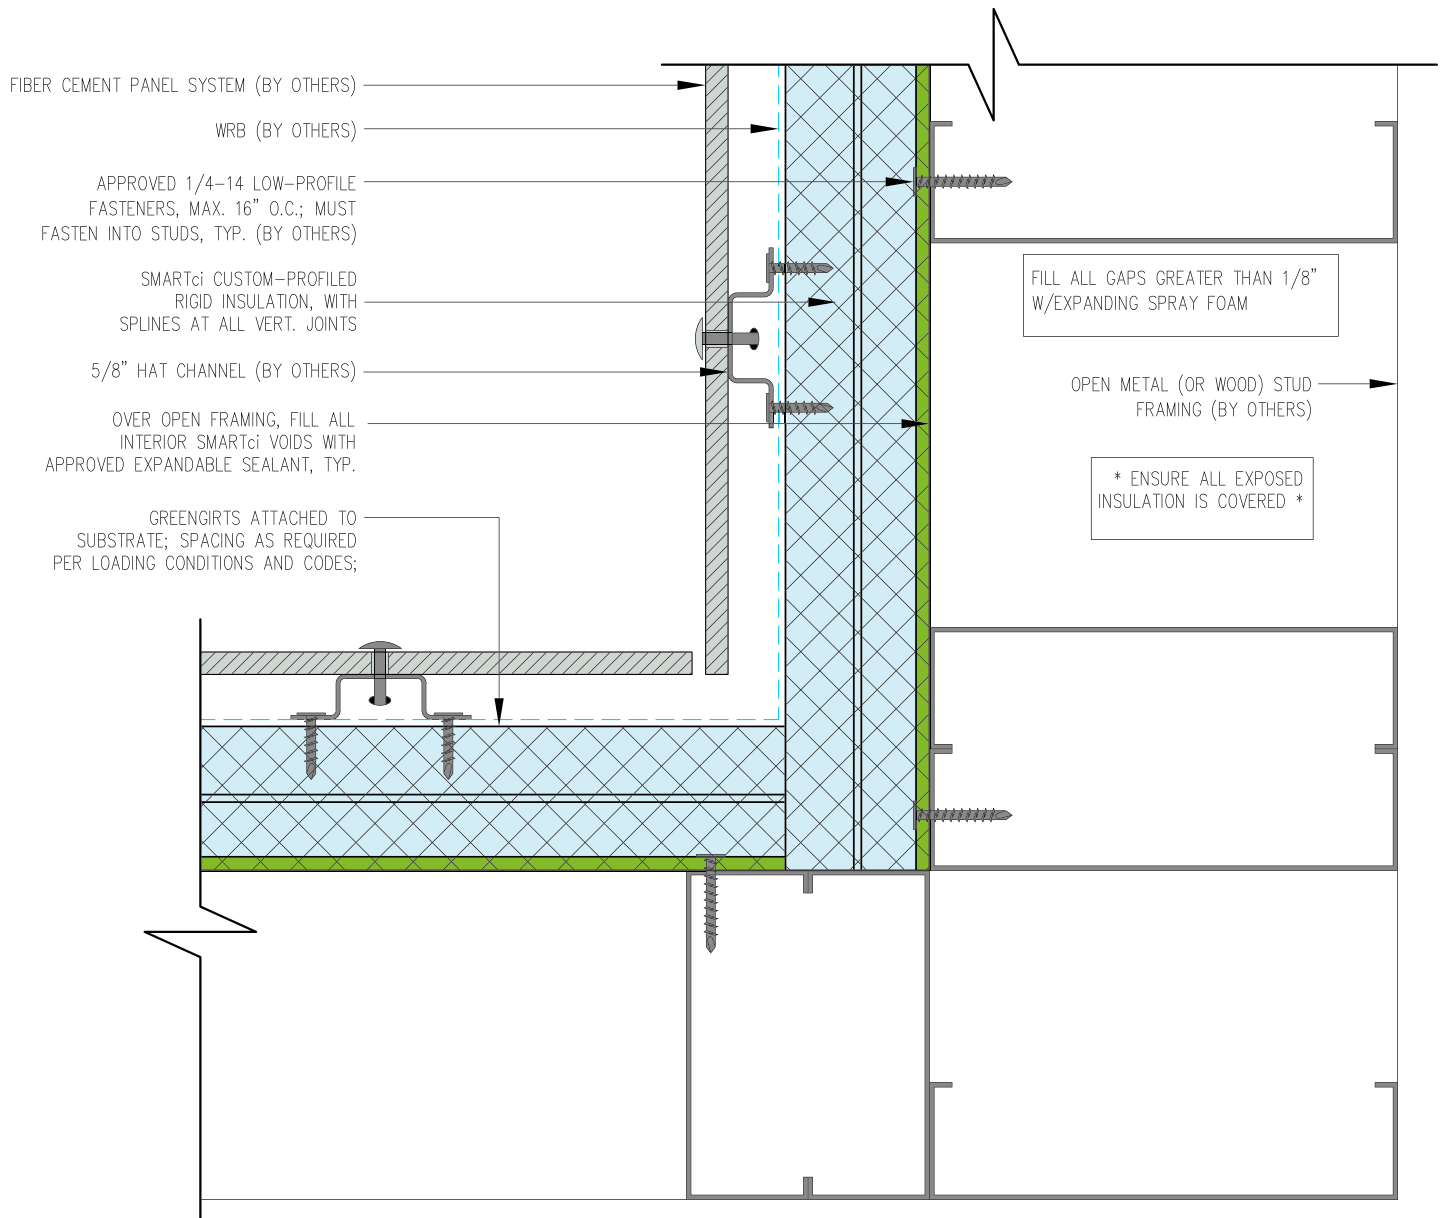 FIBER CEMENT PANEL SYSTEM (BY OTHERS)
WRB (BY OTHERS)
APPROVED 1/4-14 LOW-PROFILE
FASTENERS, MAX. 16" O.C.; MUST
FASTEN INTO STUDS, TYP. (BY OTHERS)
SMARTci CUSTOM-PROFILED
RIGID INSULATION, WITH
SPLINES AT ALL VERT. JOINTS
5/8" HAT CHANNEL (BY OTHERS)
OVER OPEN FRAMING, FILL ALL
INTERIOR SMARTci VOIDS WITH
APPROVED EXPANDABLE SEALANT, TYP.
GREENGIRTS ATTACHED TO
SUBSTRATE; SPACING AS REQUIRED
PER LOADING CONDITIONS AND CODES;
FILL ALL GAPS GREATER THAN 1/8"
W/EXPANDING SPRAY FOAM
OPEN METAL (OR WOOD) STUD
FRAMING (BY OTHERS)
* ENSURE ALL EXPOSED
INSULATION IS COVERED *